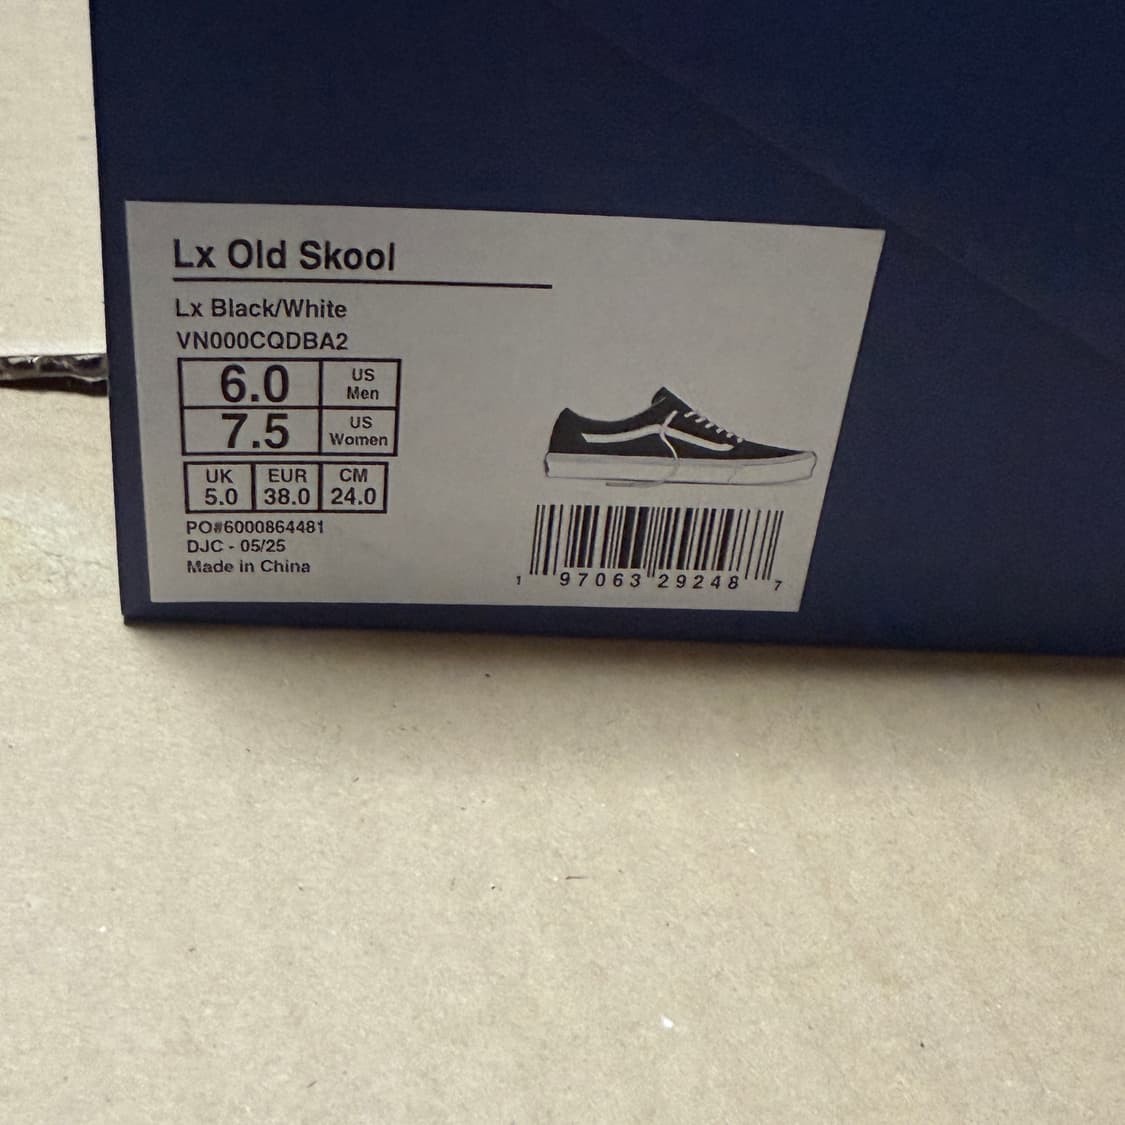 Lx Old Skool
Lx Black/White
VN000CQDBA2
6.0 US Men
7.5 US Women
UK EUR CM
5.0 38.0 24.0
PO#6000864481
DJC - 05/25
Made in China
1 97063 29248 7